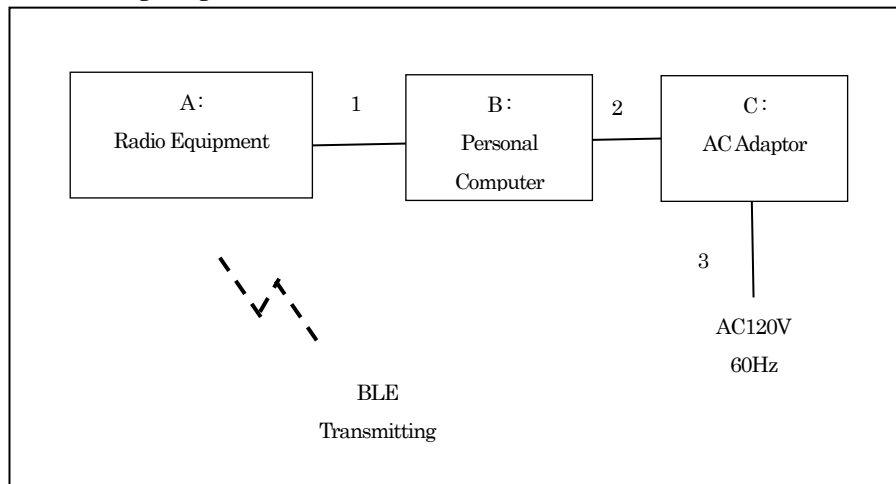 A:
Radio Equipment
1
B:
Personal
Computer
2
C:
AC Adaptor
3
AC120V
60Hz
BLE
Transmitting